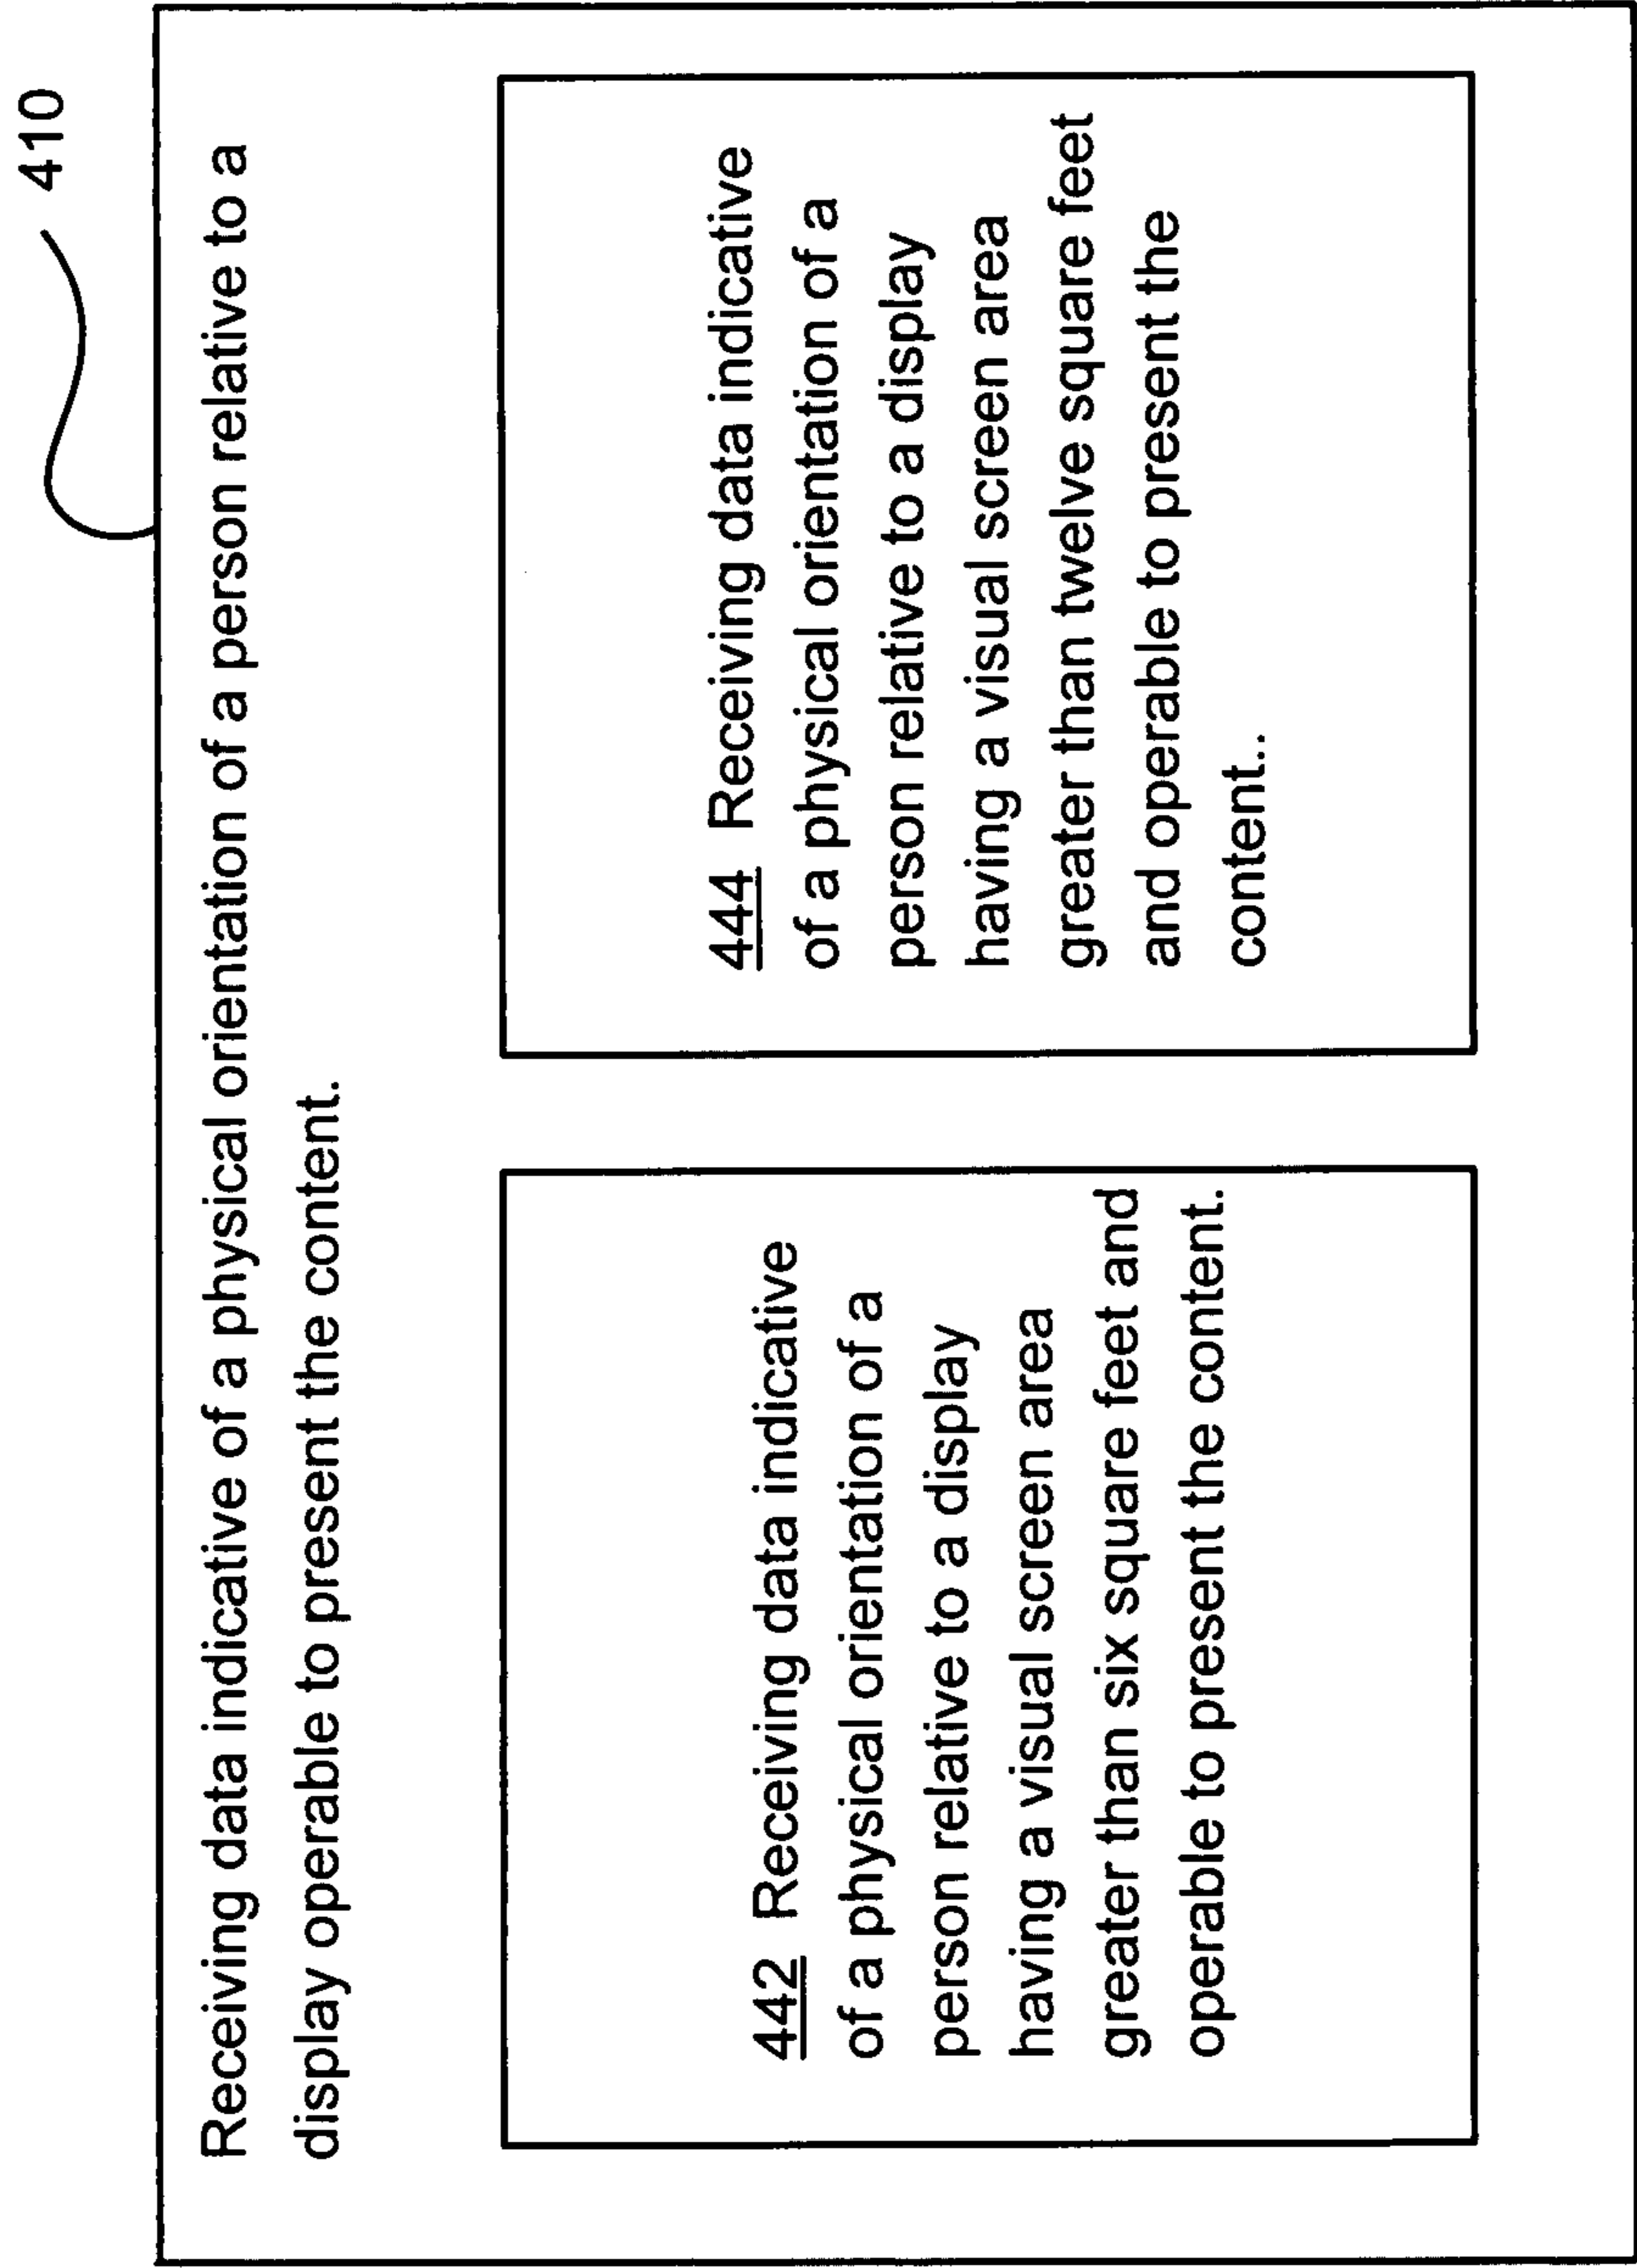 410
Receiving data indicative of a physical orientation of a person relative to a
display operable to present the content.
442 Receiving data indicative
of a physical orientation of a
person relative to a display
having a visual screen area
greater than six square feet and
operable to present the content.
444 Receiving data indicative
of a physical orientation of a
person relative to a display
having a visual screen area
greater than twelve square feet
and operable to present the
content..